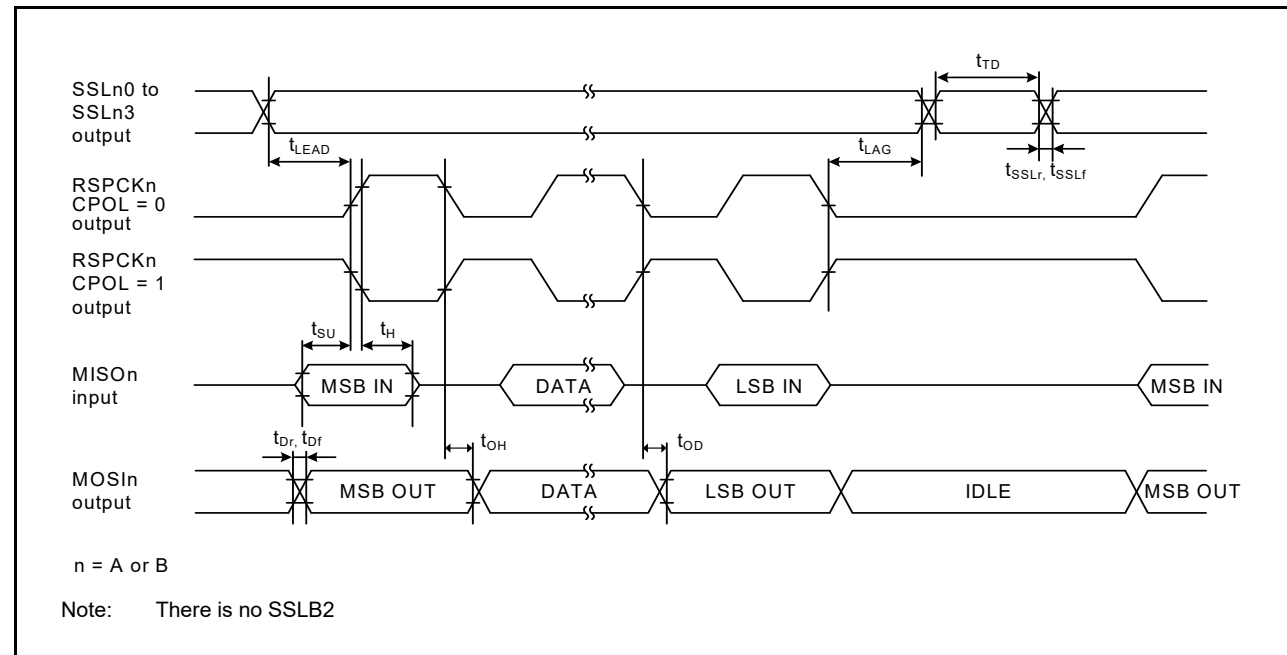 tTD
SSLn0 to
SSLn3
output
tLEAD
tLAG
tSSLr, tSSLf
RSPCKn
CPOL = 0
output
RSPCKn
CPOL = 1
output
tSU
tH
MISOn
input
MSB IN
DATA
LSB IN
MSB IN
tDr, tDf
tOH
tOD
MOSIn
output
MSB OUT
DATA
LSB OUT
IDLE
MSB OUT
n = A or B
Note: There is no SSLB2